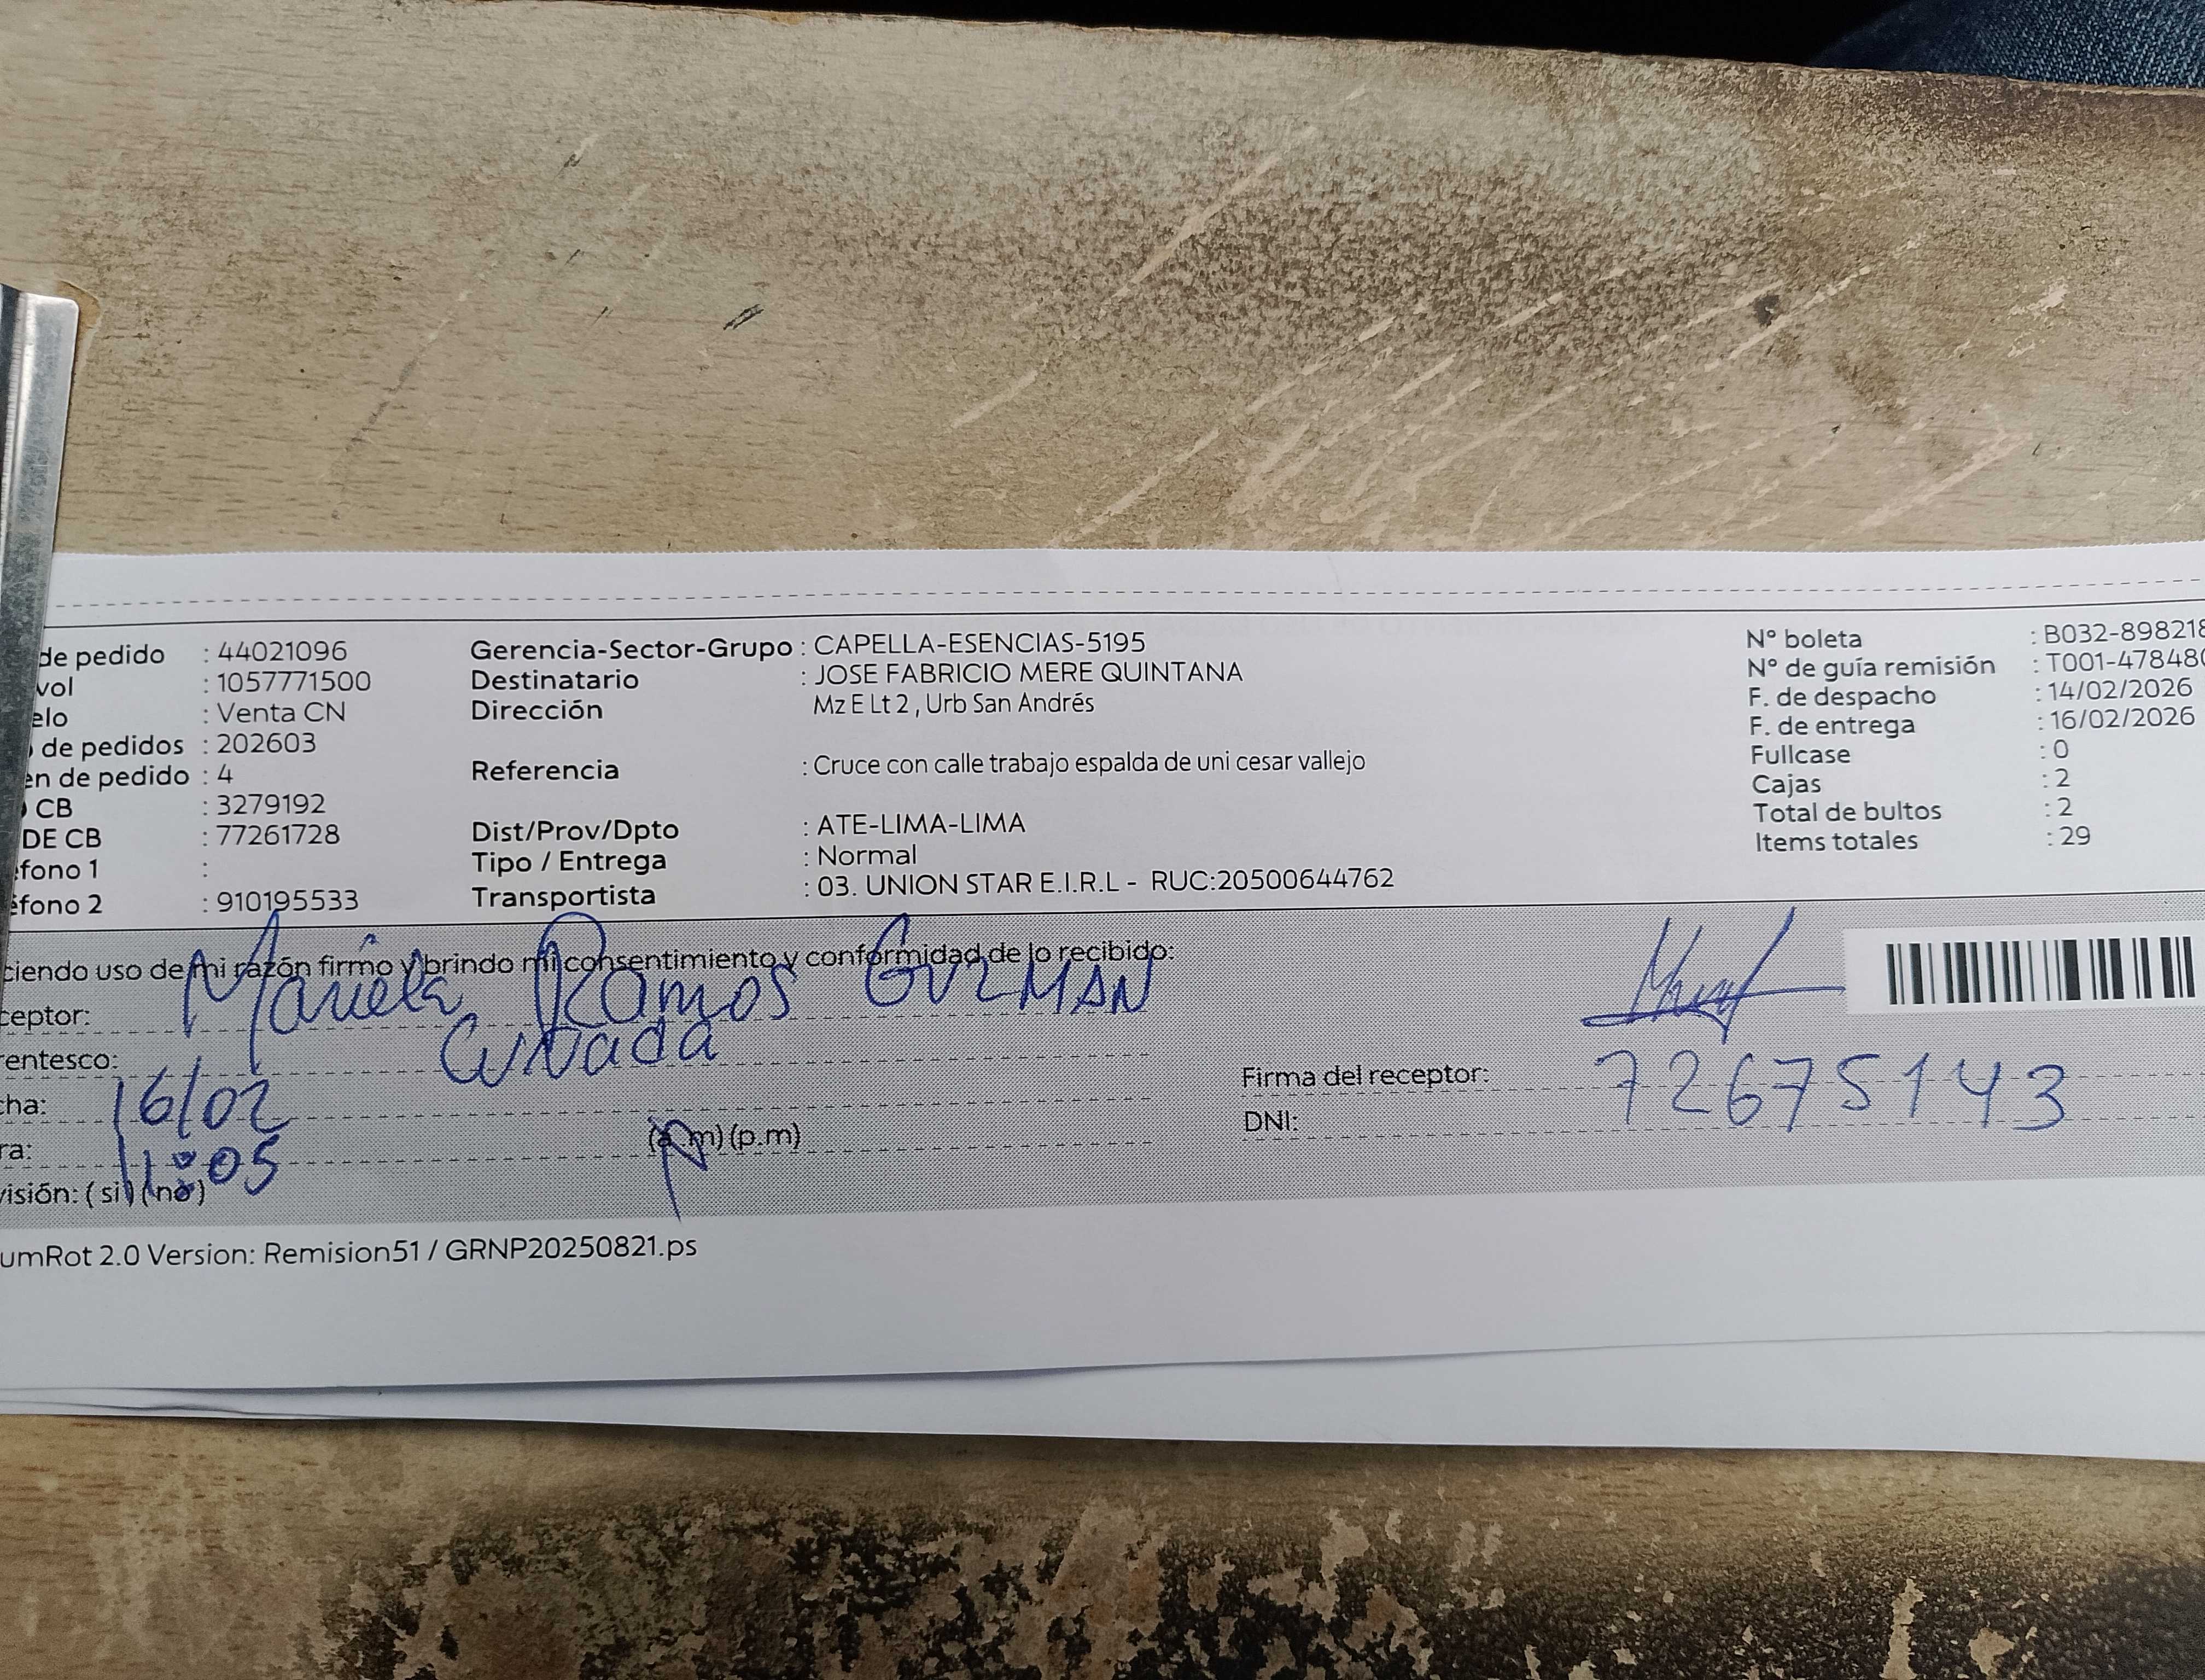 de pedido : 44021096 Gerencia-Sector-Grupo : CAPELLA-ESENCIAS-5195 N° boleta : B032-898218
vol : 1057771500 Destinatario : JOSE FABRICIO MERE QUINTANA N° de guía remisión : T001-478480
elo : Venta CN Dirección Mz E Lt 2 , Urb San Andrés F. de despacho : 14/02/2026
de pedidos : 202603 F. de entrega : 16/02/2026
en de pedido : 4 Referencia : Cruce con calle trabajo espalda de uni cesar vallejo Fullcase : 0
CB : 3279192 Cajas : 2
DE CB : 77261728 Dist/Prov/Dpto : ATE-LIMA-LIMA Total de bultos : 2
éfono 1 : Tipo / Entrega : Normal Items totales : 29
éfono 2 : 910195533 Transportista : 03. UNION STAR E.I.R.L - RUC:20500644762
ciendo uso de mi razón firmo y brindo mi consentimiento y conformidad de lo recibido:
ceptor: Mariela Ramos GUZMAN
rentesco: Cuñada
Firma del receptor:
cha: 16/02
DNI: 72675143
ra: 11:05 (a.m) (p.m)
visión: ( si ) ( no )
umRot 2.0 Version: Remision51 / GRNP20250821.ps